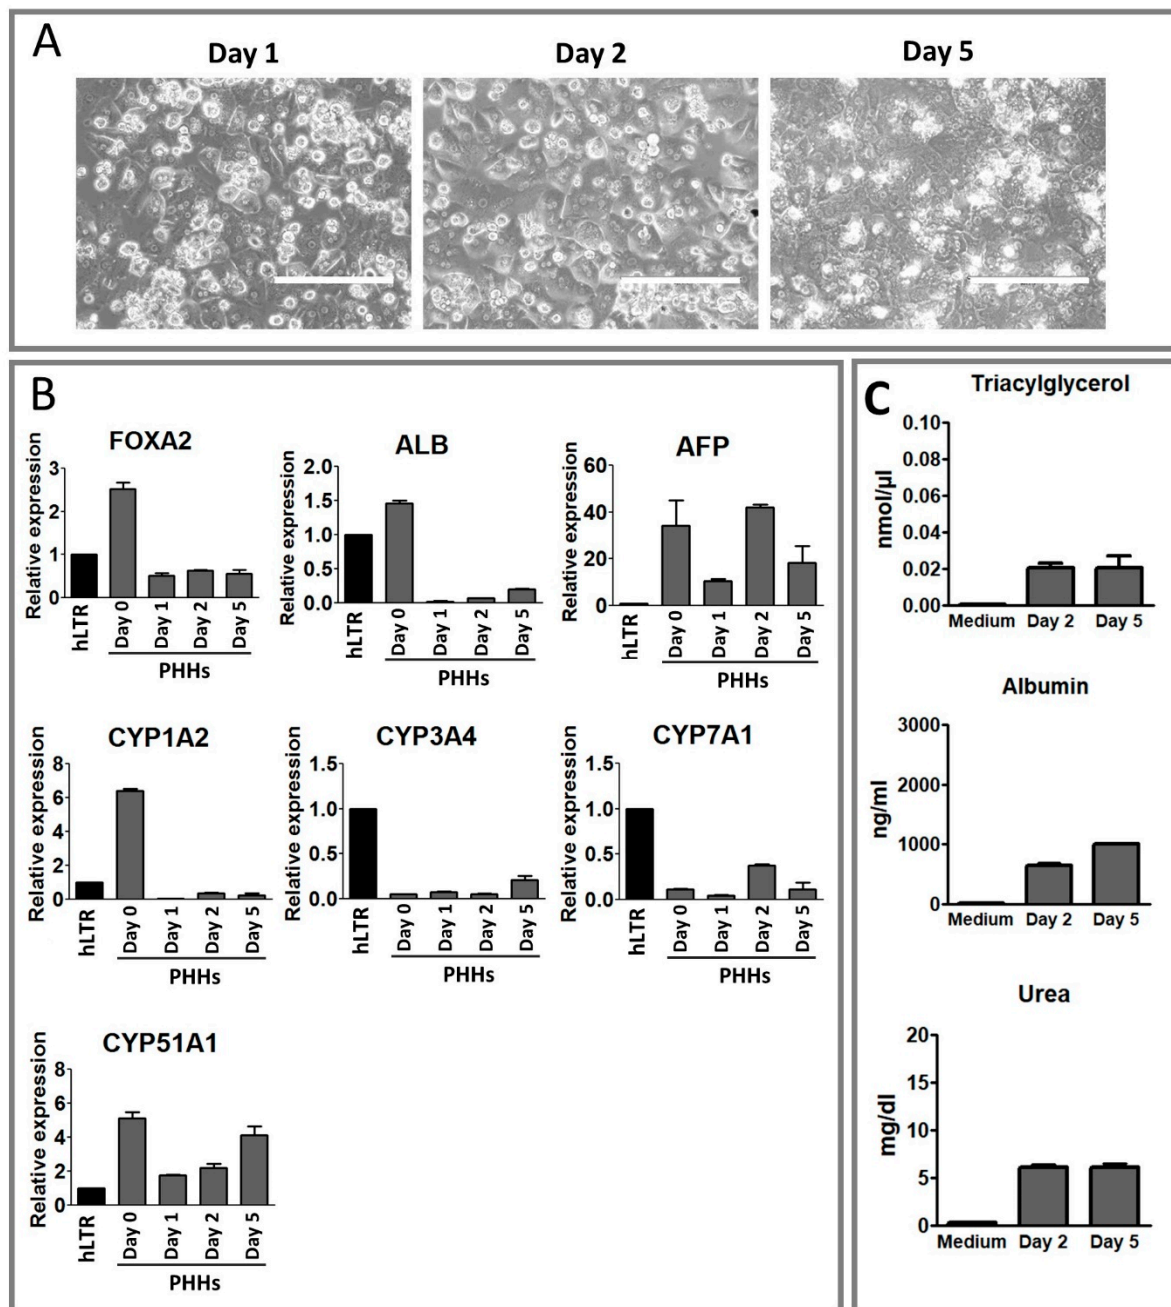 A
Day 1
Day 2
Day 5
B
FOXA2
Relative expression
3
2
1
0
hLTR
Day 0
Day 1
Day 2
Day 5
PHHs
ALB
Relative expression
2.0
1.5
1.0
0.5
0.0
hLTR
Day 0
Day 1
Day 2
Day 5
PHHs
AFP
Relative expression
60
40
20
0
hLTR
Day 0
Day 1
Day 2
Day 5
PHHs
CYP1A2
Relative expression
8
6
4
2
0
hLTR
Day 0
Day 1
Day 2
Day 5
PHHs
CYP3A4
Relative expression
1.5
1.0
0.5
0.0
hLTR
Day 0
Day 1
Day 2
Day 5
PHHs
CYP7A1
Relative expression
1.5
1.0
0.5
0.0
hLTR
Day 0
Day 1
Day 2
Day 5
PHHs
CYP51A1
Relative expression
8
6
4
2
0
hLTR
Day 0
Day 1
Day 2
Day 5
PHHs
C
Triacylglycerol
nmol/µl
0.10
0.08
0.06
0.04
0.02
0.00
Medium Day 2 Day 5
Albumin
ng/ml
3000
2000
1000
0
Medium Day 2 Day 5
Urea
mg/dl
20
15
10
5
0
Medium Day 2 Day 5